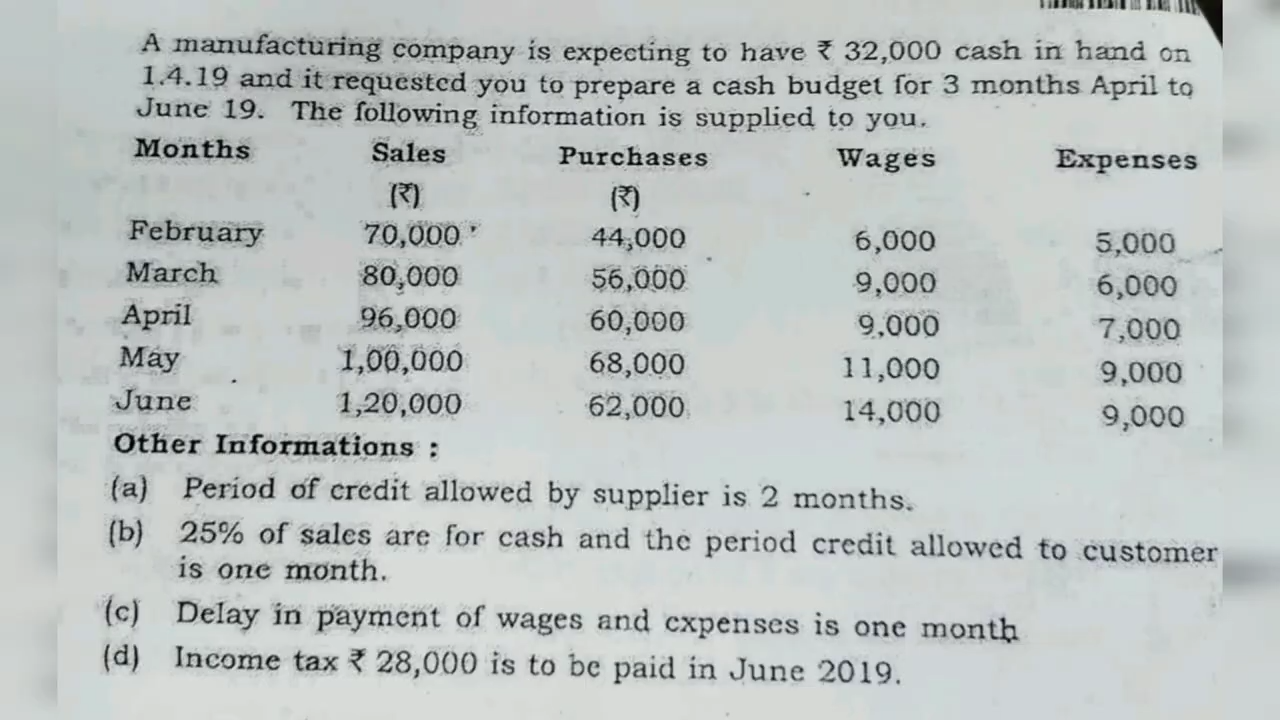 A manufacturing company is expecting to have ₹ 32,000 cash in hand on
1.4.19 and it requested you to prepare a cash budget for 3 months April to
June 19. The following information is supplied to you.
Months Sales Purchases Wages Expenses
(₹) (₹)
February 70,000 44,000 6,000 5,000
March 80,000 56,000 9,000 6,000
April 96,000 60,000 9,000 7,000
May 1,00,000 68,000 11,000 9,000
June 1,20,000 62,000 14,000 9,000
Other Informations :
(a) Period of credit allowed by supplier is 2 months.
(b) 25% of sales are for cash and the period credit allowed to customer
is one month.
(c) Delay in payment of wages and expenses is one month
(d) Income tax ₹ 28,000 is to be paid in June 2019.